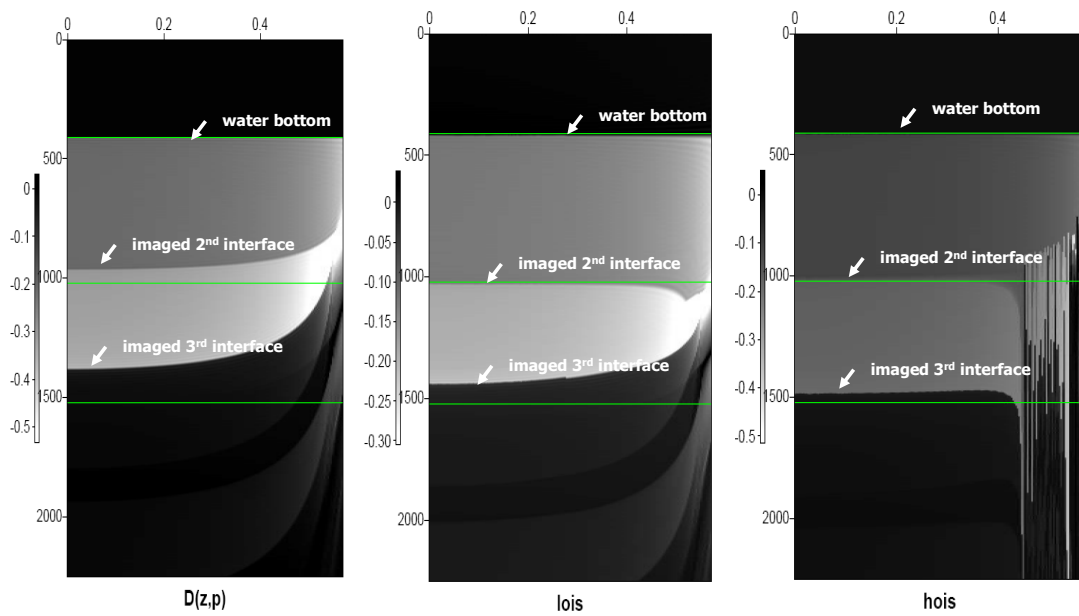 0 0.2 0.4
0
500
1000
1500
2000
0
-0.1
-0.2
-0.3
-0.4
-0.5
water bottom
imaged 2nd interface
imaged 3rd interface
D(z,p)
0 0.2 0.4
0
500
1000
1500
2000
0
-0.05
-0.10
-0.15
-0.20
-0.25
-0.30
water bottom
imaged 2nd interface
imaged 3rd interface
lois
0 0.2 0.4
0
500
1000
1500
2000
0
-0.1
-0.2
-0.3
-0.4
-0.5
water bottom
imaged 2nd interface
imaged 3rd interface
hois